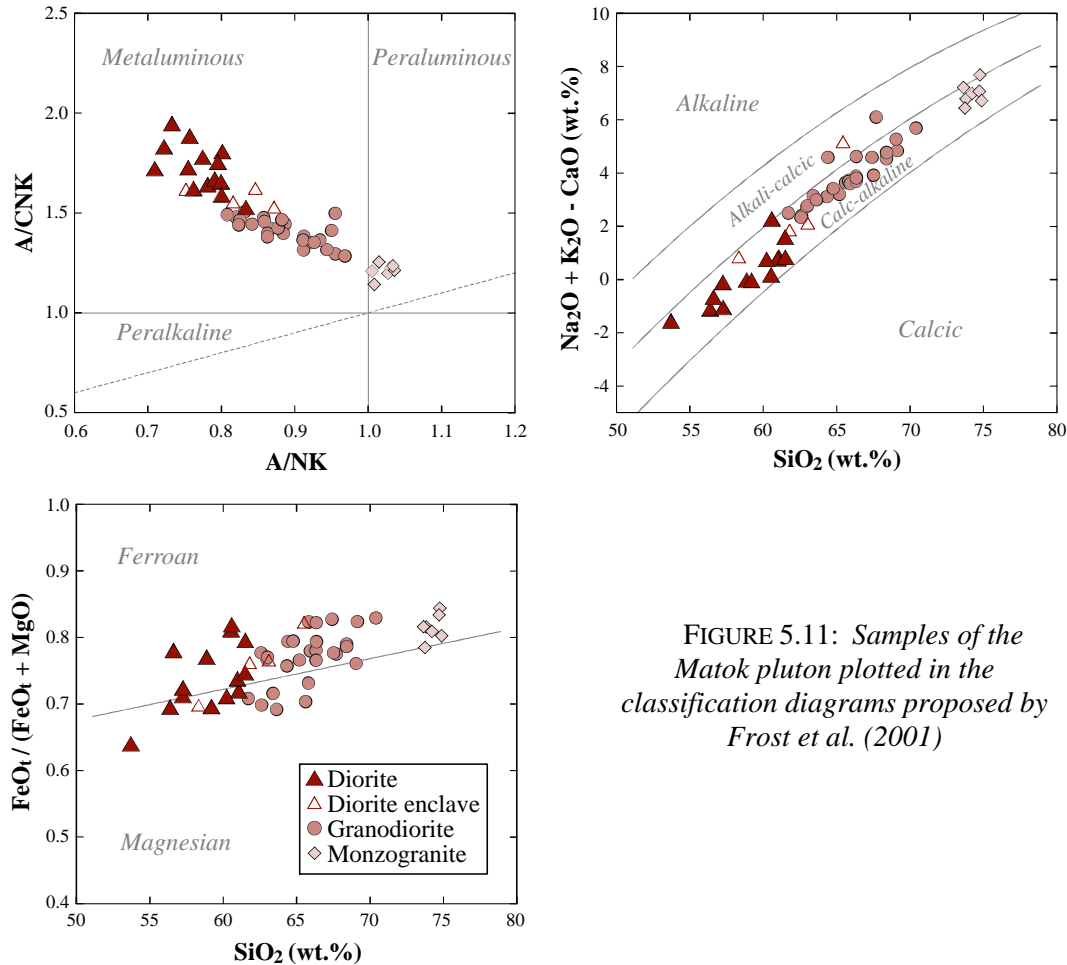 2.5
2.0
1.5
1.0
0.5
0.6
0.7
0.8
0.9
1.0
1.1
1.2
A/CNK
A/NK
Metaluminous
Peraluminous
Peralkaline
10
8
6
4
2
0
-2
-4
50
55
60
65
70
75
80
Na2O + K2O - CaO (wt.%)
SiO2 (wt.%)
Alkaline
Alkali-calcic
Calc-alkaline
Calcic
1.0
0.9
0.8
0.7
0.6
0.5
0.4
50
55
60
65
70
75
80
FeOt / (FeOt + MgO)
SiO2 (wt.%)
Ferroan
Magnesian
Diorite
Diorite enclave
Granodiorite
Monzogranite
FIGURE 5.11: Samples of the
Matok pluton plotted in the
classification diagrams proposed by
Frost et al. (2001)